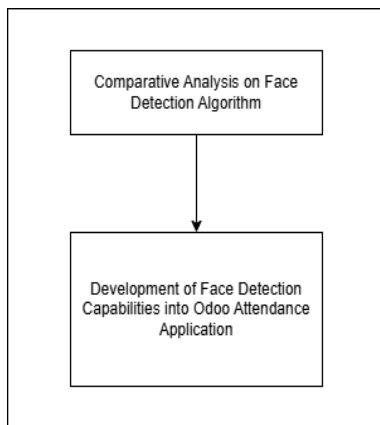 Comparative Analysis on Face
Detection Algorithm
Development of Face Detection
Capabilities into Odoo Attendance
Application